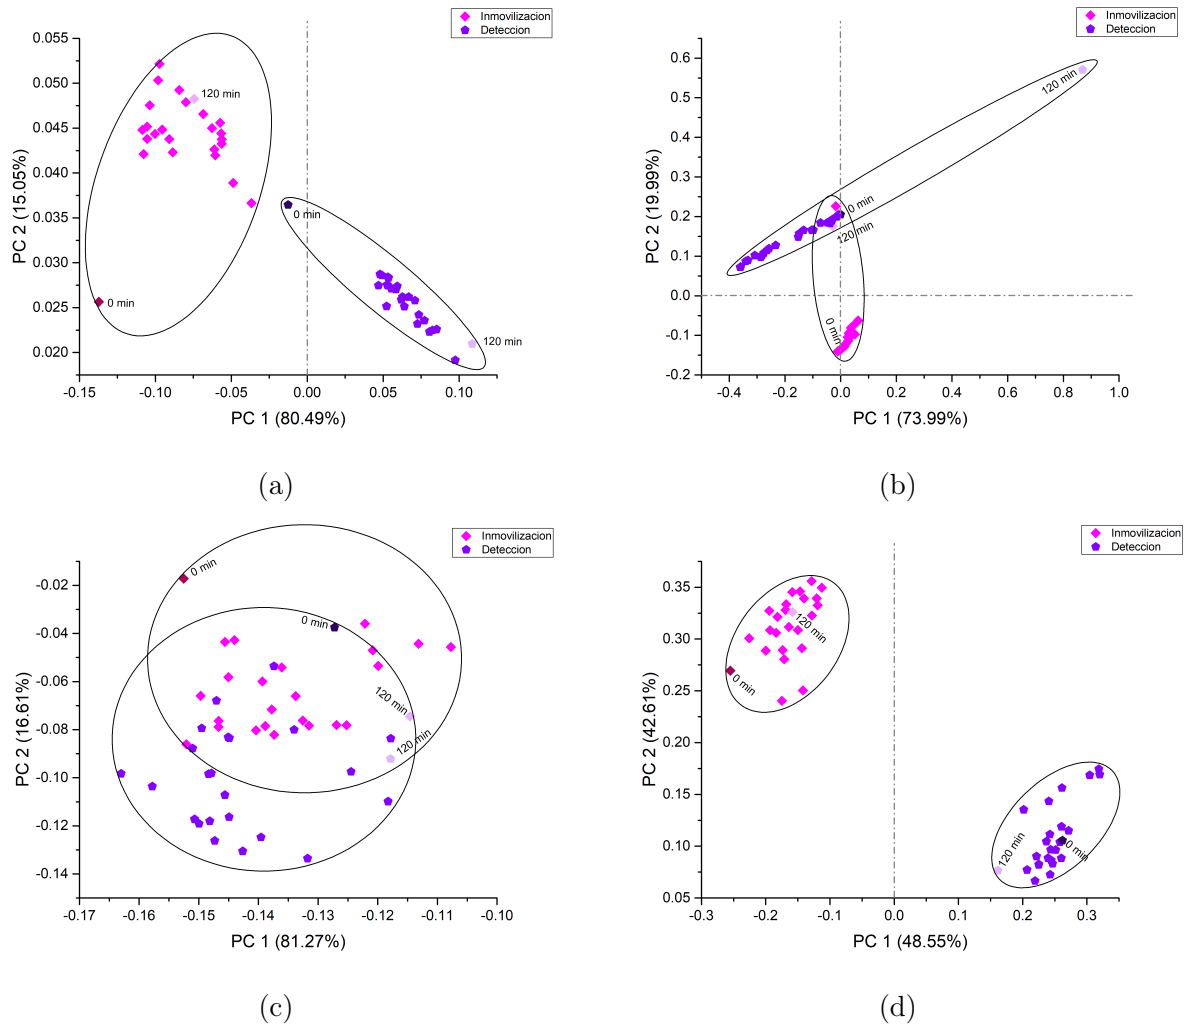 Inmovilizacion
Deteccion
0.055
0.050
0.045
0.040
0.035
0.030
0.025
0.020
PC 2 (15.05%)
120 min
0 min
0 min
120 min
-0.15
-0.10
-0.05
0.00
0.05
0.10
PC 1 (80.49%)
(a)
Inmovilizacion
Deteccion
0.6
0.5
0.4
0.3
0.2
0.1
0.0
-0.1
-0.2
PC 2 (19.99%)
120 min
0 min
120 min
0 min
-0.4
-0.2
0.0
0.2
0.4
0.6
0.8
1.0
PC 1 (73.99%)
(b)
Inmovilizacion
Deteccion
-0.02
-0.04
-0.06
-0.08
-0.10
-0.12
-0.14
PC 2 (16.61%)
0 min
0 min
120 min
120 min
-0.17
-0.16
-0.15
-0.14
-0.13
-0.12
-0.11
-0.10
PC 1 (81.27%)
(c)
Inmovilizacion
Deteccion
0.35
0.30
0.25
0.20
0.15
0.10
0.05
PC 2 (42.61%)
120 min
0 min
120 min
0 min
-0.3
-0.2
-0.1
0.0
0.1
0.2
0.3
PC 1 (48.55%)
(d)